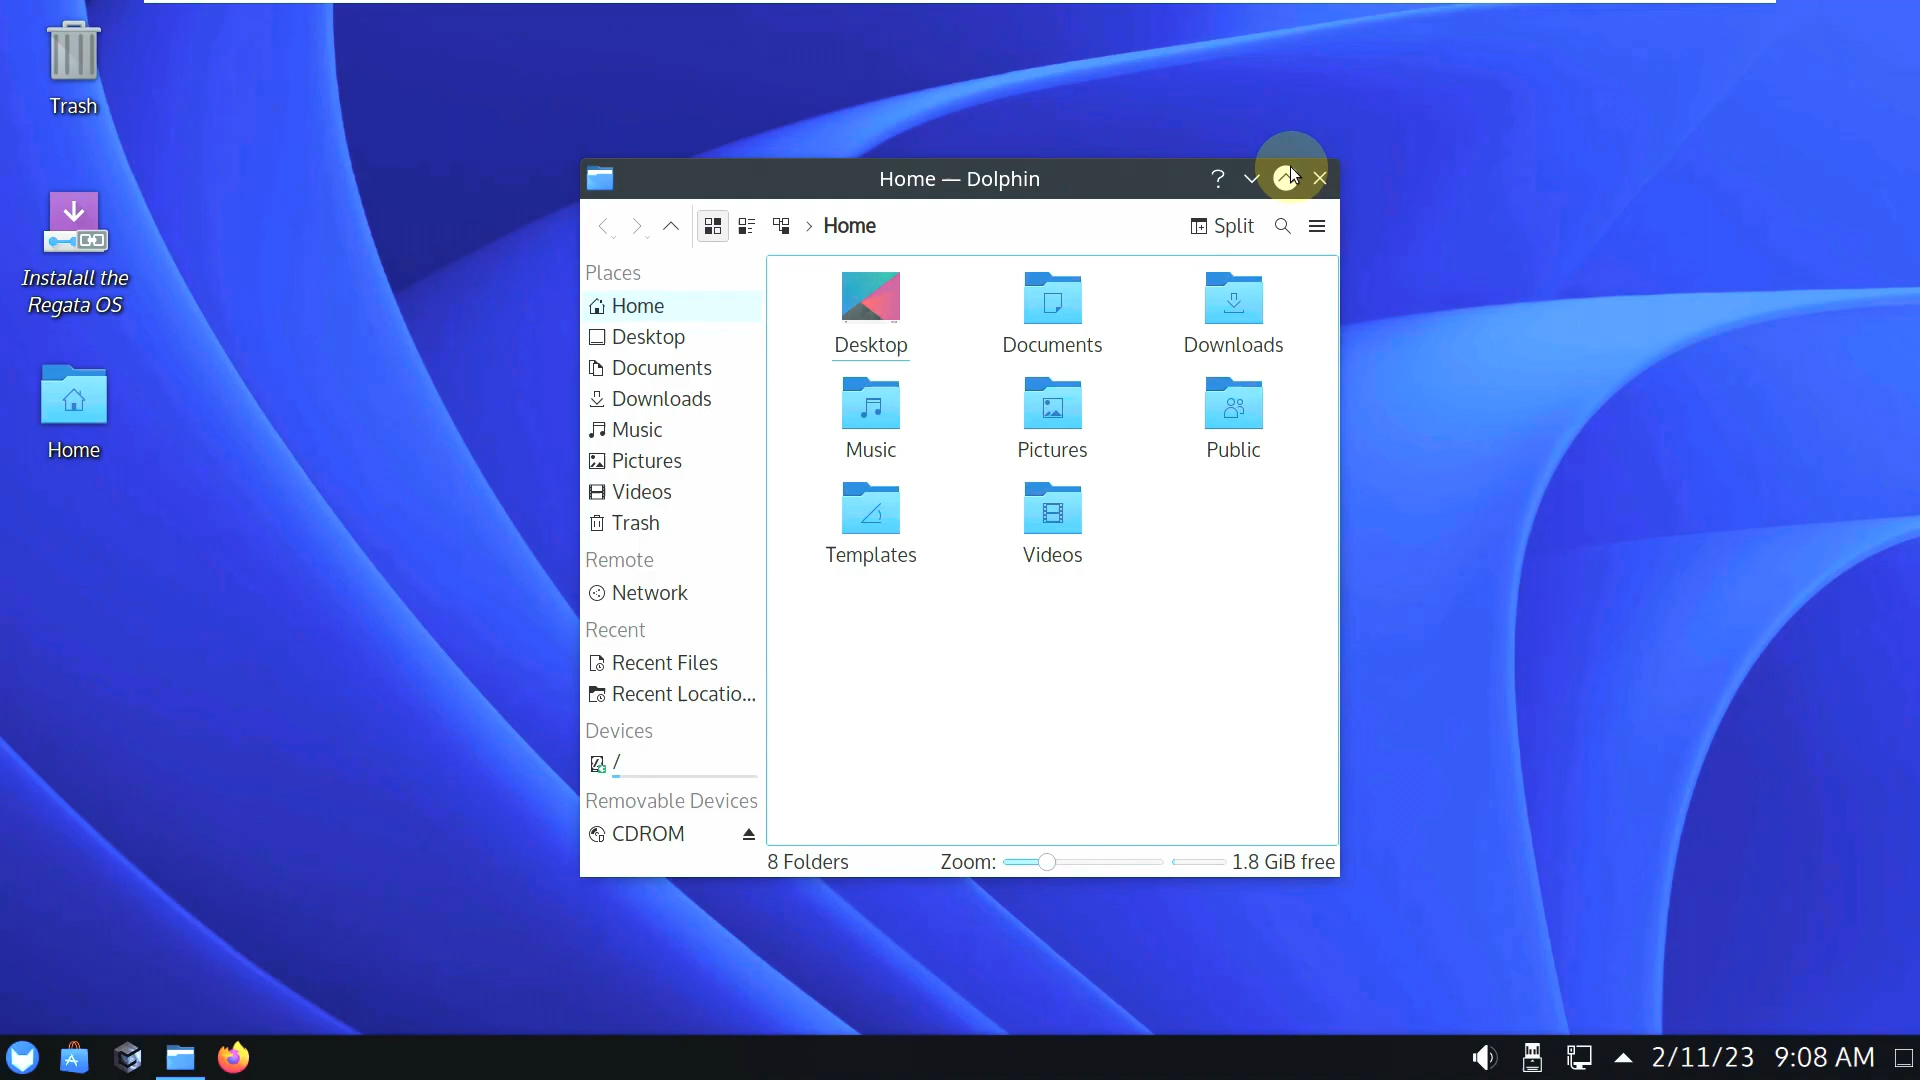 Trash
Instalall the
Regata OS
Home
Home — Dolphin
Home
Split
Places
Home
Desktop
Documents
Downloads
Music
Pictures
Videos
Trash
Remote
Network
Recent
Recent Files
Recent Locatio...
Devices
/
Removable Devices
CDROM
Desktop
Documents
Downloads
Music
Pictures
Public
Templates
Videos
8 Folders
Zoom:
1.8 GiB free
2/11/23
9:08 AM